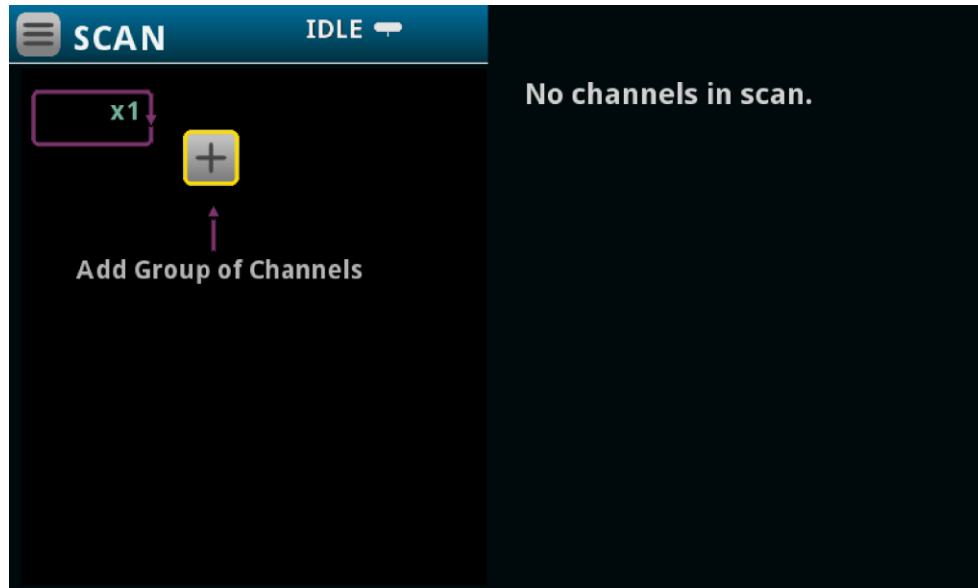 SCAN
IDLE
x1
Add Group of Channels
No channels in scan.